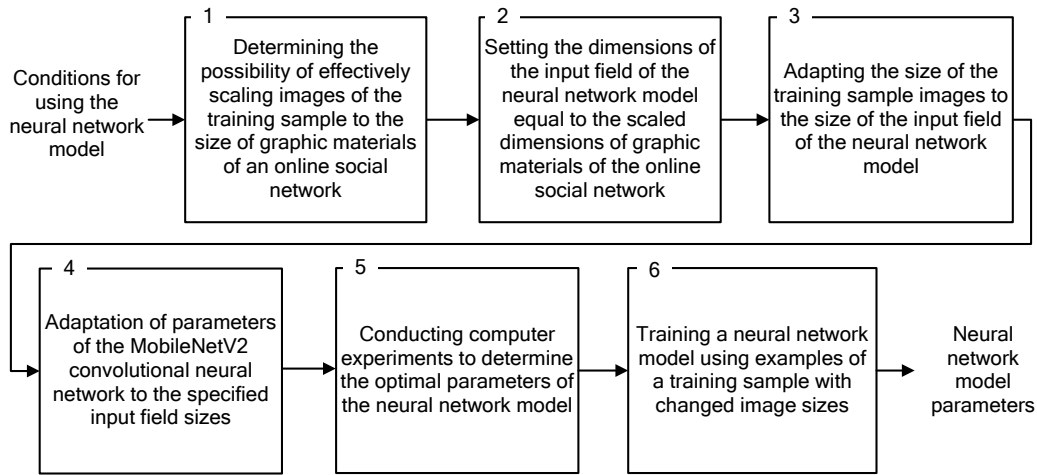 Conditions for
using the
neural network
model
1
Determining the
possibility of effectively
scaling images of the
training sample to the
size of graphic materials
of an online social
network
2
Setting the dimensions of
the input field of the
neural network model
equal to the scaled
dimensions of graphic
materials of the online
social network
3
Adapting the size of the
training sample images to
the size of the input field
of the neural network
model
4
Adaptation of parameters
of the MobileNetV2
convolutional neural
network to the specified
input field sizes
5
Conducting computer
experiments to determine
the optimal parameters of
the neural network model
6
Training a neural network
model using examples of
a training sample with
changed image sizes
Neural
network
model
parameters